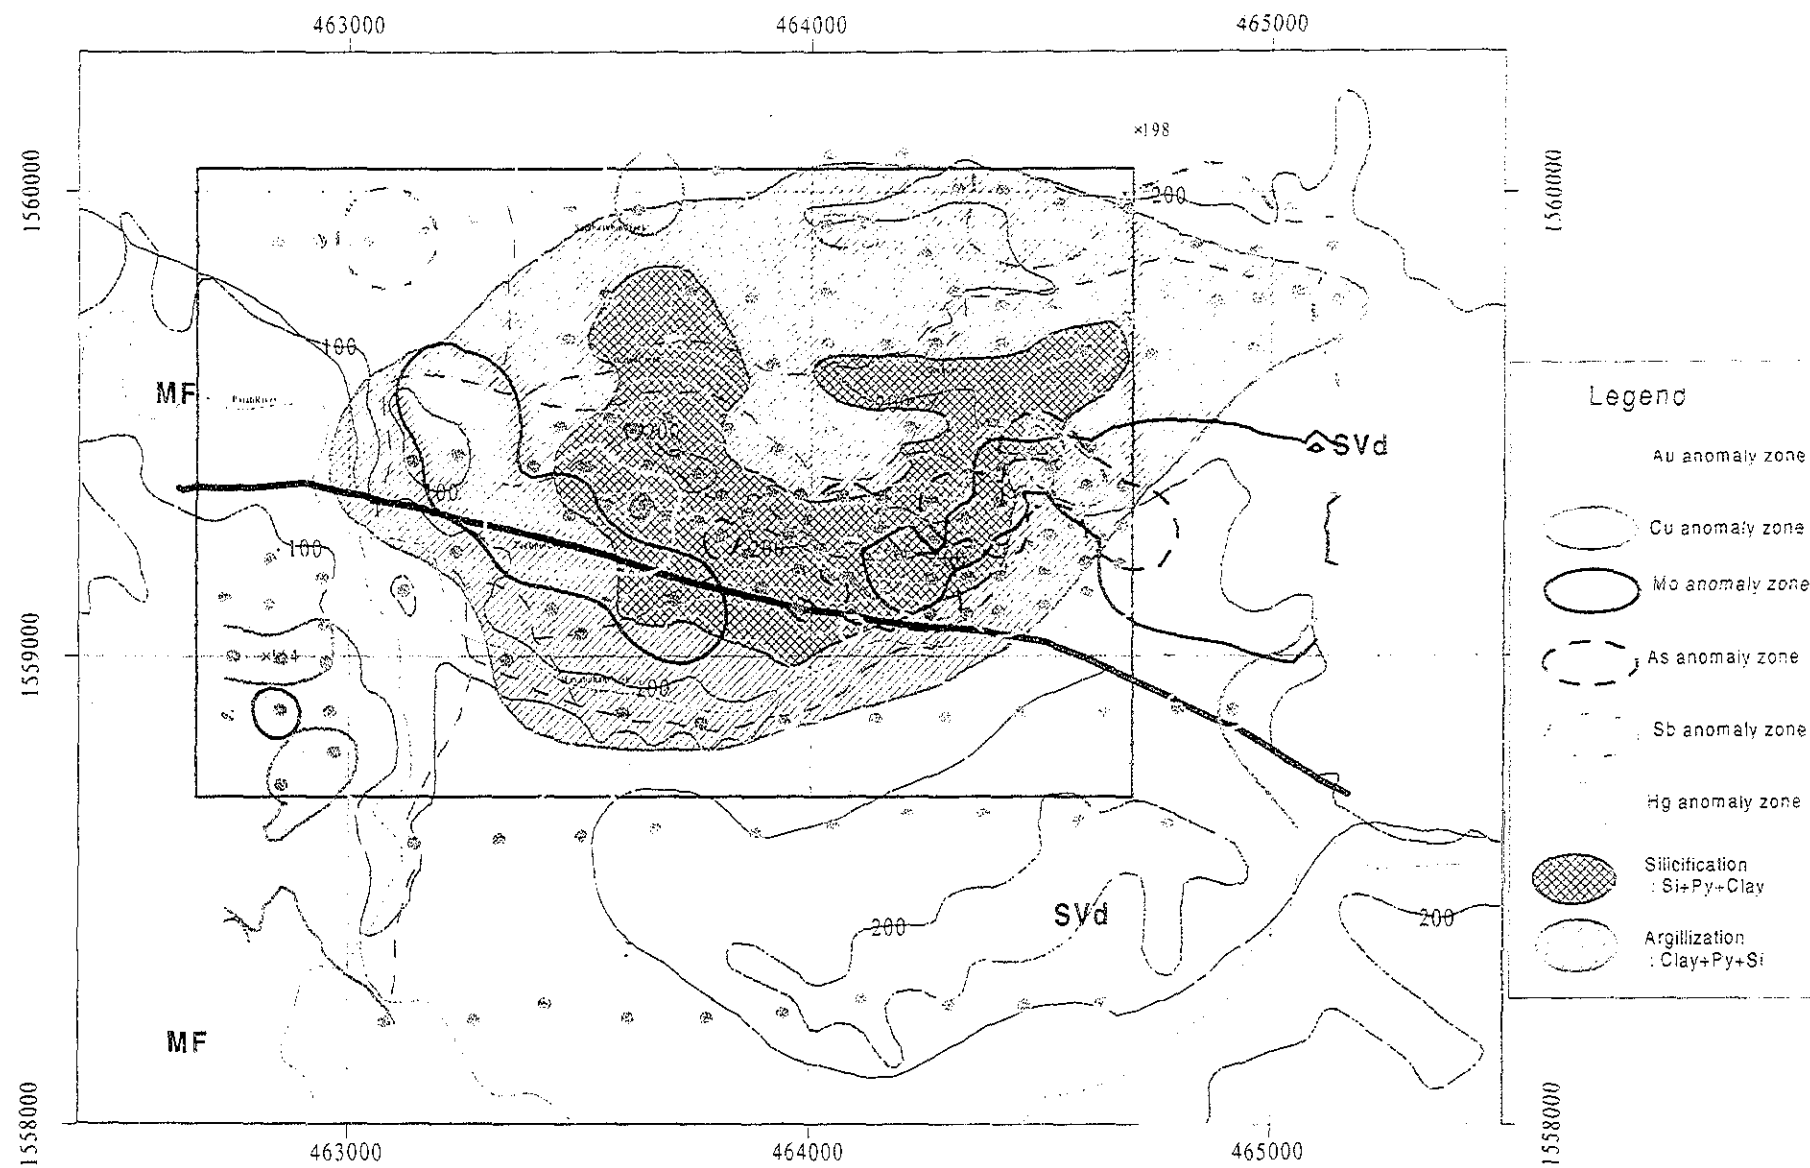 463000
464000
465000
×198
1560000
1560000
200
100
MF
200
SVd
100
200
1559000
200
SVd
200
200
MF
1558000
1558000
463000
464000
465000
Legend
Au anomaly zone
Cu anomaly zone
Mo anomaly zone
As anomaly zone
Sb anomaly zone
Hg anomaly zone
Silicification
: Si+Py+Clay
Argillization
: Clay+Py+Si